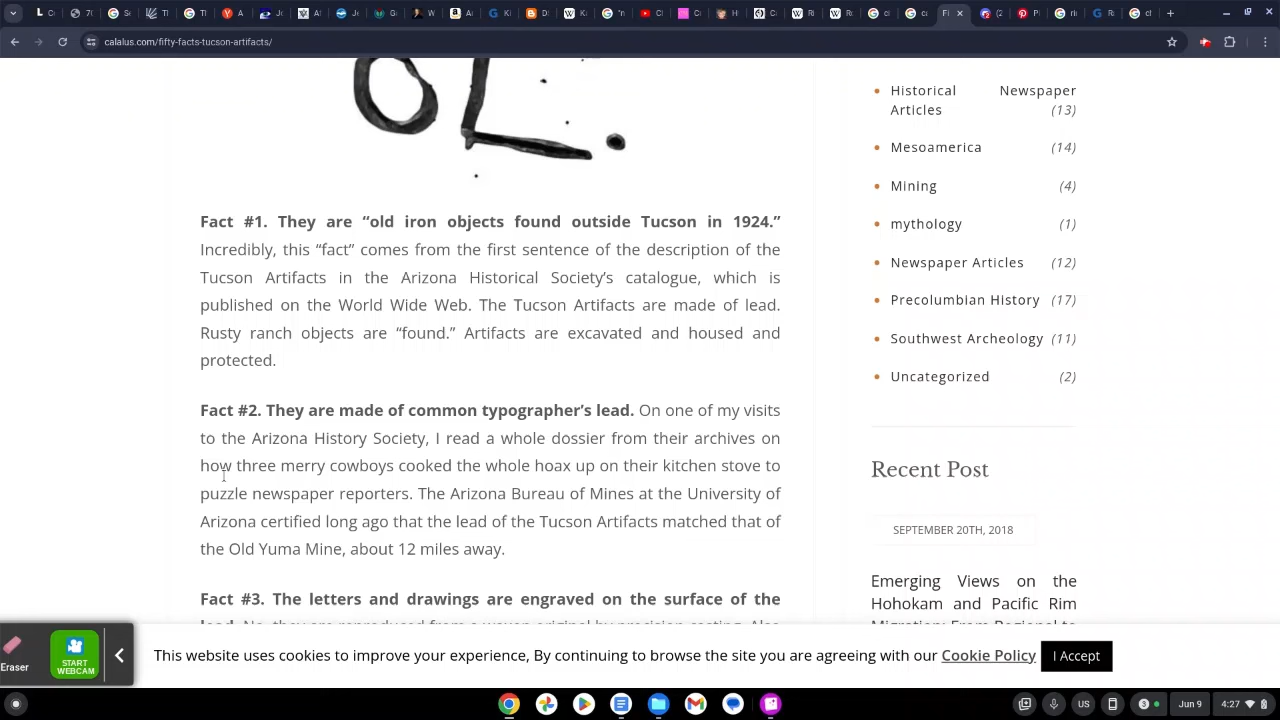 calalus.com/fifty-facts-tucson-artifacts/
OL.
Fact #1. They are “old iron objects found outside Tucson in 1924.”
Incredibly, this “fact” comes from the first sentence of the description of the
Tucson Artifacts in the Arizona Historical Society’s catalogue, which is
published on the World Wide Web. The Tucson Artifacts are made of lead.
Rusty ranch objects are “found.” Artifacts are excavated and housed and
protected.
Fact #2. They are made of common typographer’s lead. On one of my visits
to the Arizona History Society, I read a whole dossier from their archives on
how three merry cowboys cooked the whole hoax up on their kitchen stove to
puzzle newspaper reporters. The Arizona Bureau of Mines at the University of
Arizona certified long ago that the lead of the Tucson Artifacts matched that of
the Old Yuma Mine, about 12 miles away.
Fact #3. The letters and drawings are engraved on the surface of the
Historical Newspaper
Articles (13)
Mesoamerica (14)
Mining (4)
mythology (1)
Newspaper Articles (12)
Precolumbian History (17)
Southwest Archeology (11)
Uncategorized (2)
Recent Post
SEPTEMBER 20TH, 2018
Emerging Views on the
Hohokam and Pacific Rim
Eraser
START
WEBCAM
This website uses cookies to improve your experience, By continuing to browse the site you are agreeing with our Cookie Policy
I Accept
US
3
Jun 9
4:27